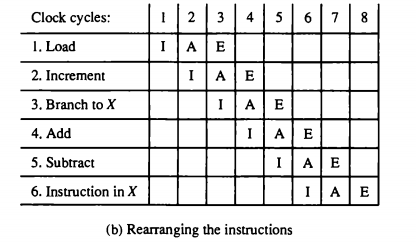 Clock cycles: 1 2 3 4 5 6 7 8
1. Load I A E
2. Increment I A E
3. Branch to X I A E
4. Add I A E
5. Subtract I A E
6. Instruction in X I A E
(b) Rearranging the instructions